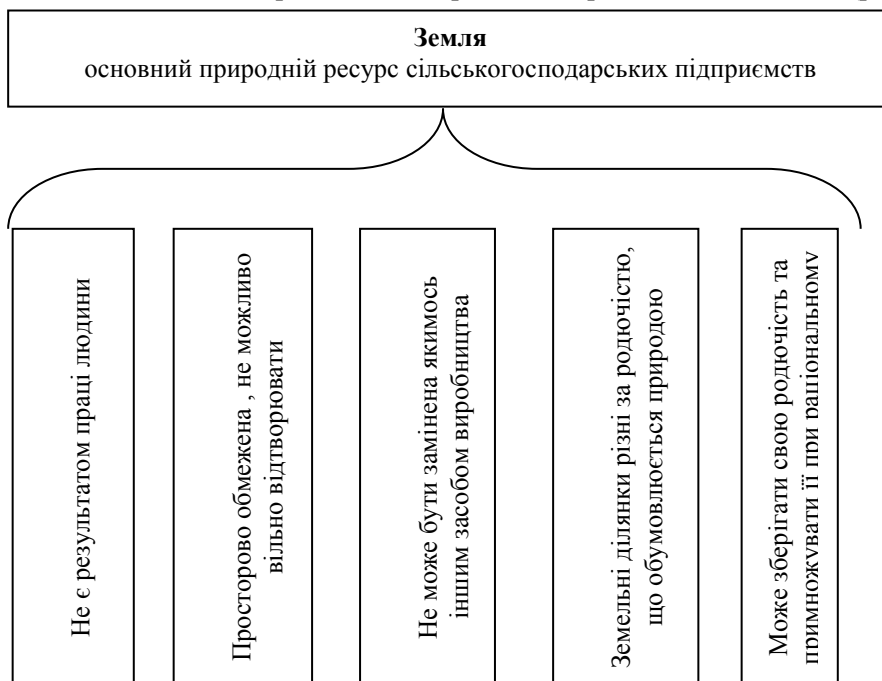 Земля
основний природній ресурс сільськогосподарських підприємств
Не є результатом праці людини
Просторово обмежена , не можливо
вільно відтворювати
Не може бути замінена якимось
іншим засобом виробництва
Земельні ділянки різні за родючістю,
що обумовлюється природою
Може зберігати свою родючість та
примножувати її при раціональному